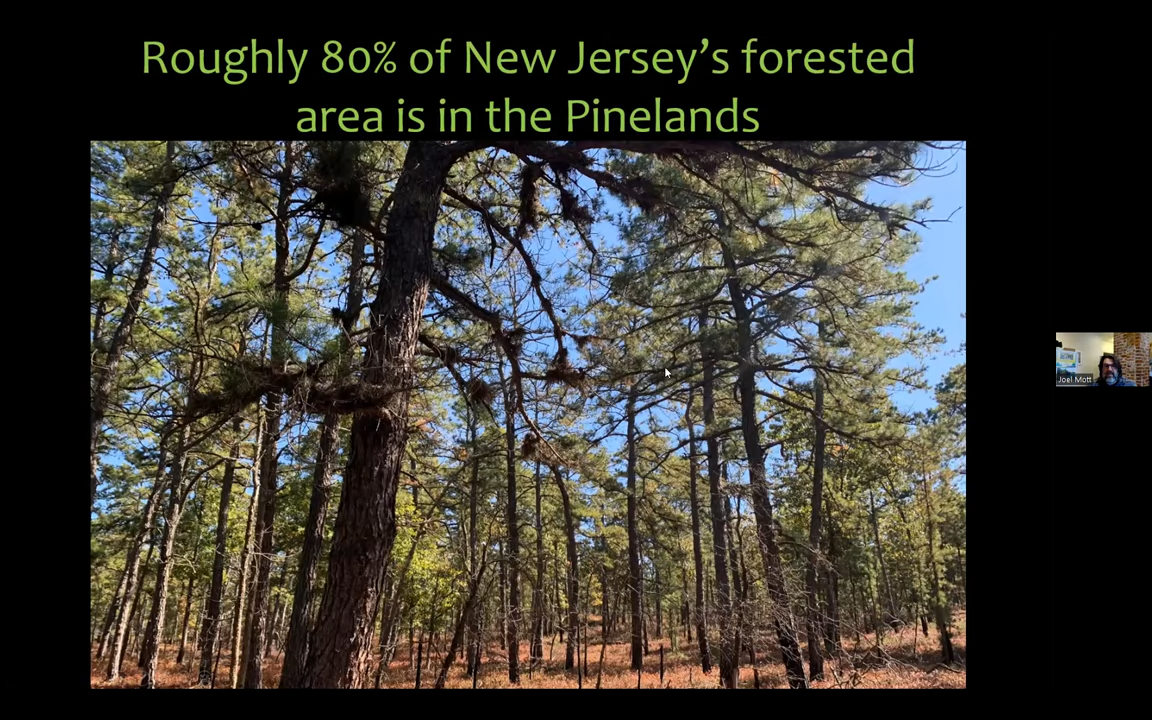 Roughly 80% of New Jersey’s forested
area is in the Pinelands
Joel Mott